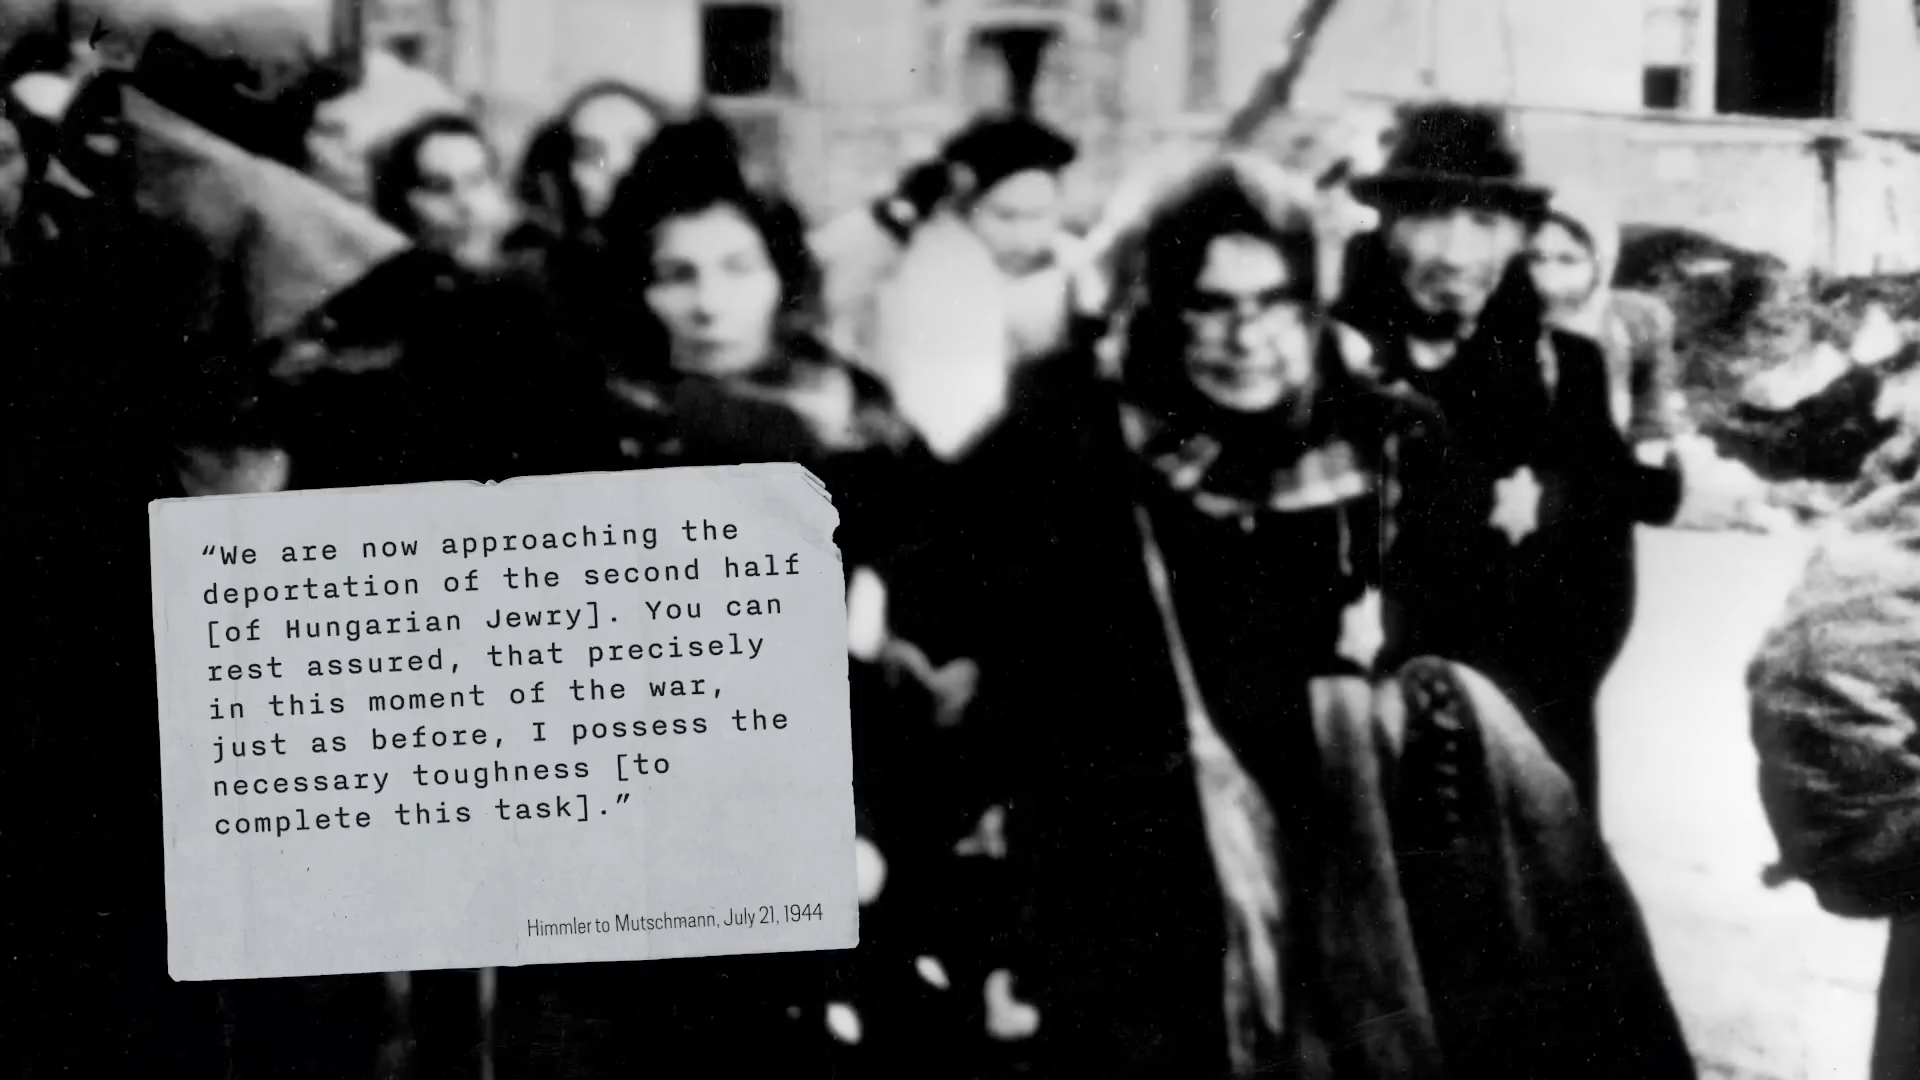 “We are now approaching the
deportation of the second half
[of Hungarian Jewry]. You can
rest assured, that precisely
in this moment of the war,
just as before, I possess the
necessary toughness [to
complete this task].”
Himmler to Mutschmann, July 21, 1944